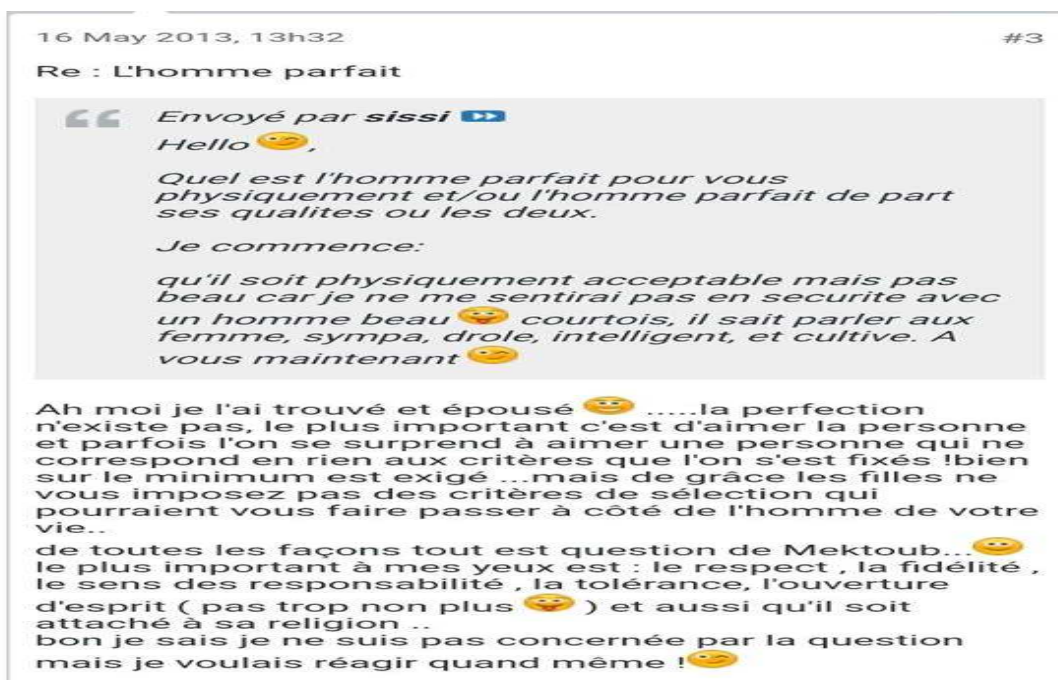 16 May 2013, 13h32 #3
Re : L'homme parfait
Envoyé par sissi
Hello 😉,
Quel est l'homme parfait pour vous
physiquement et/ou l'homme parfait de part
ses qualites ou les deux.
Je commence:
qu'il soit physiquement acceptable mais pas
beau car je ne me sentirai pas en securite avec
un homme beau 😜 courtois, il sait parler aux
femme, sympa, drole, intelligent, et cultive. A
vous maintenant 😉
Ah moi je l'ai trouvé et épousé 😁 .....la perfection
n'existe pas, le plus important c'est d'aimer la personne
et parfois l'on se surprend à aimer une personne qui ne
correspond en rien aux critères que l'on s'est fixés !bien
sur le minimum est exigé ...mais de grâce les filles ne
vous imposez pas des critères de sélection qui
pourraient vous faire passer à côté de l'homme de votre
vie..
de toutes les façons tout est question de Mektoub...🙂
le plus important à mes yeux est : le respect , la fidélité ,
le sens des responsabilité , la tolérance, l'ouverture
d'esprit ( pas trop non plus 😜 ) et aussi qu'il soit
attaché à sa religion ..
bon je sais je ne suis pas concernée par la question
mais je voulais réagir quand même !😉